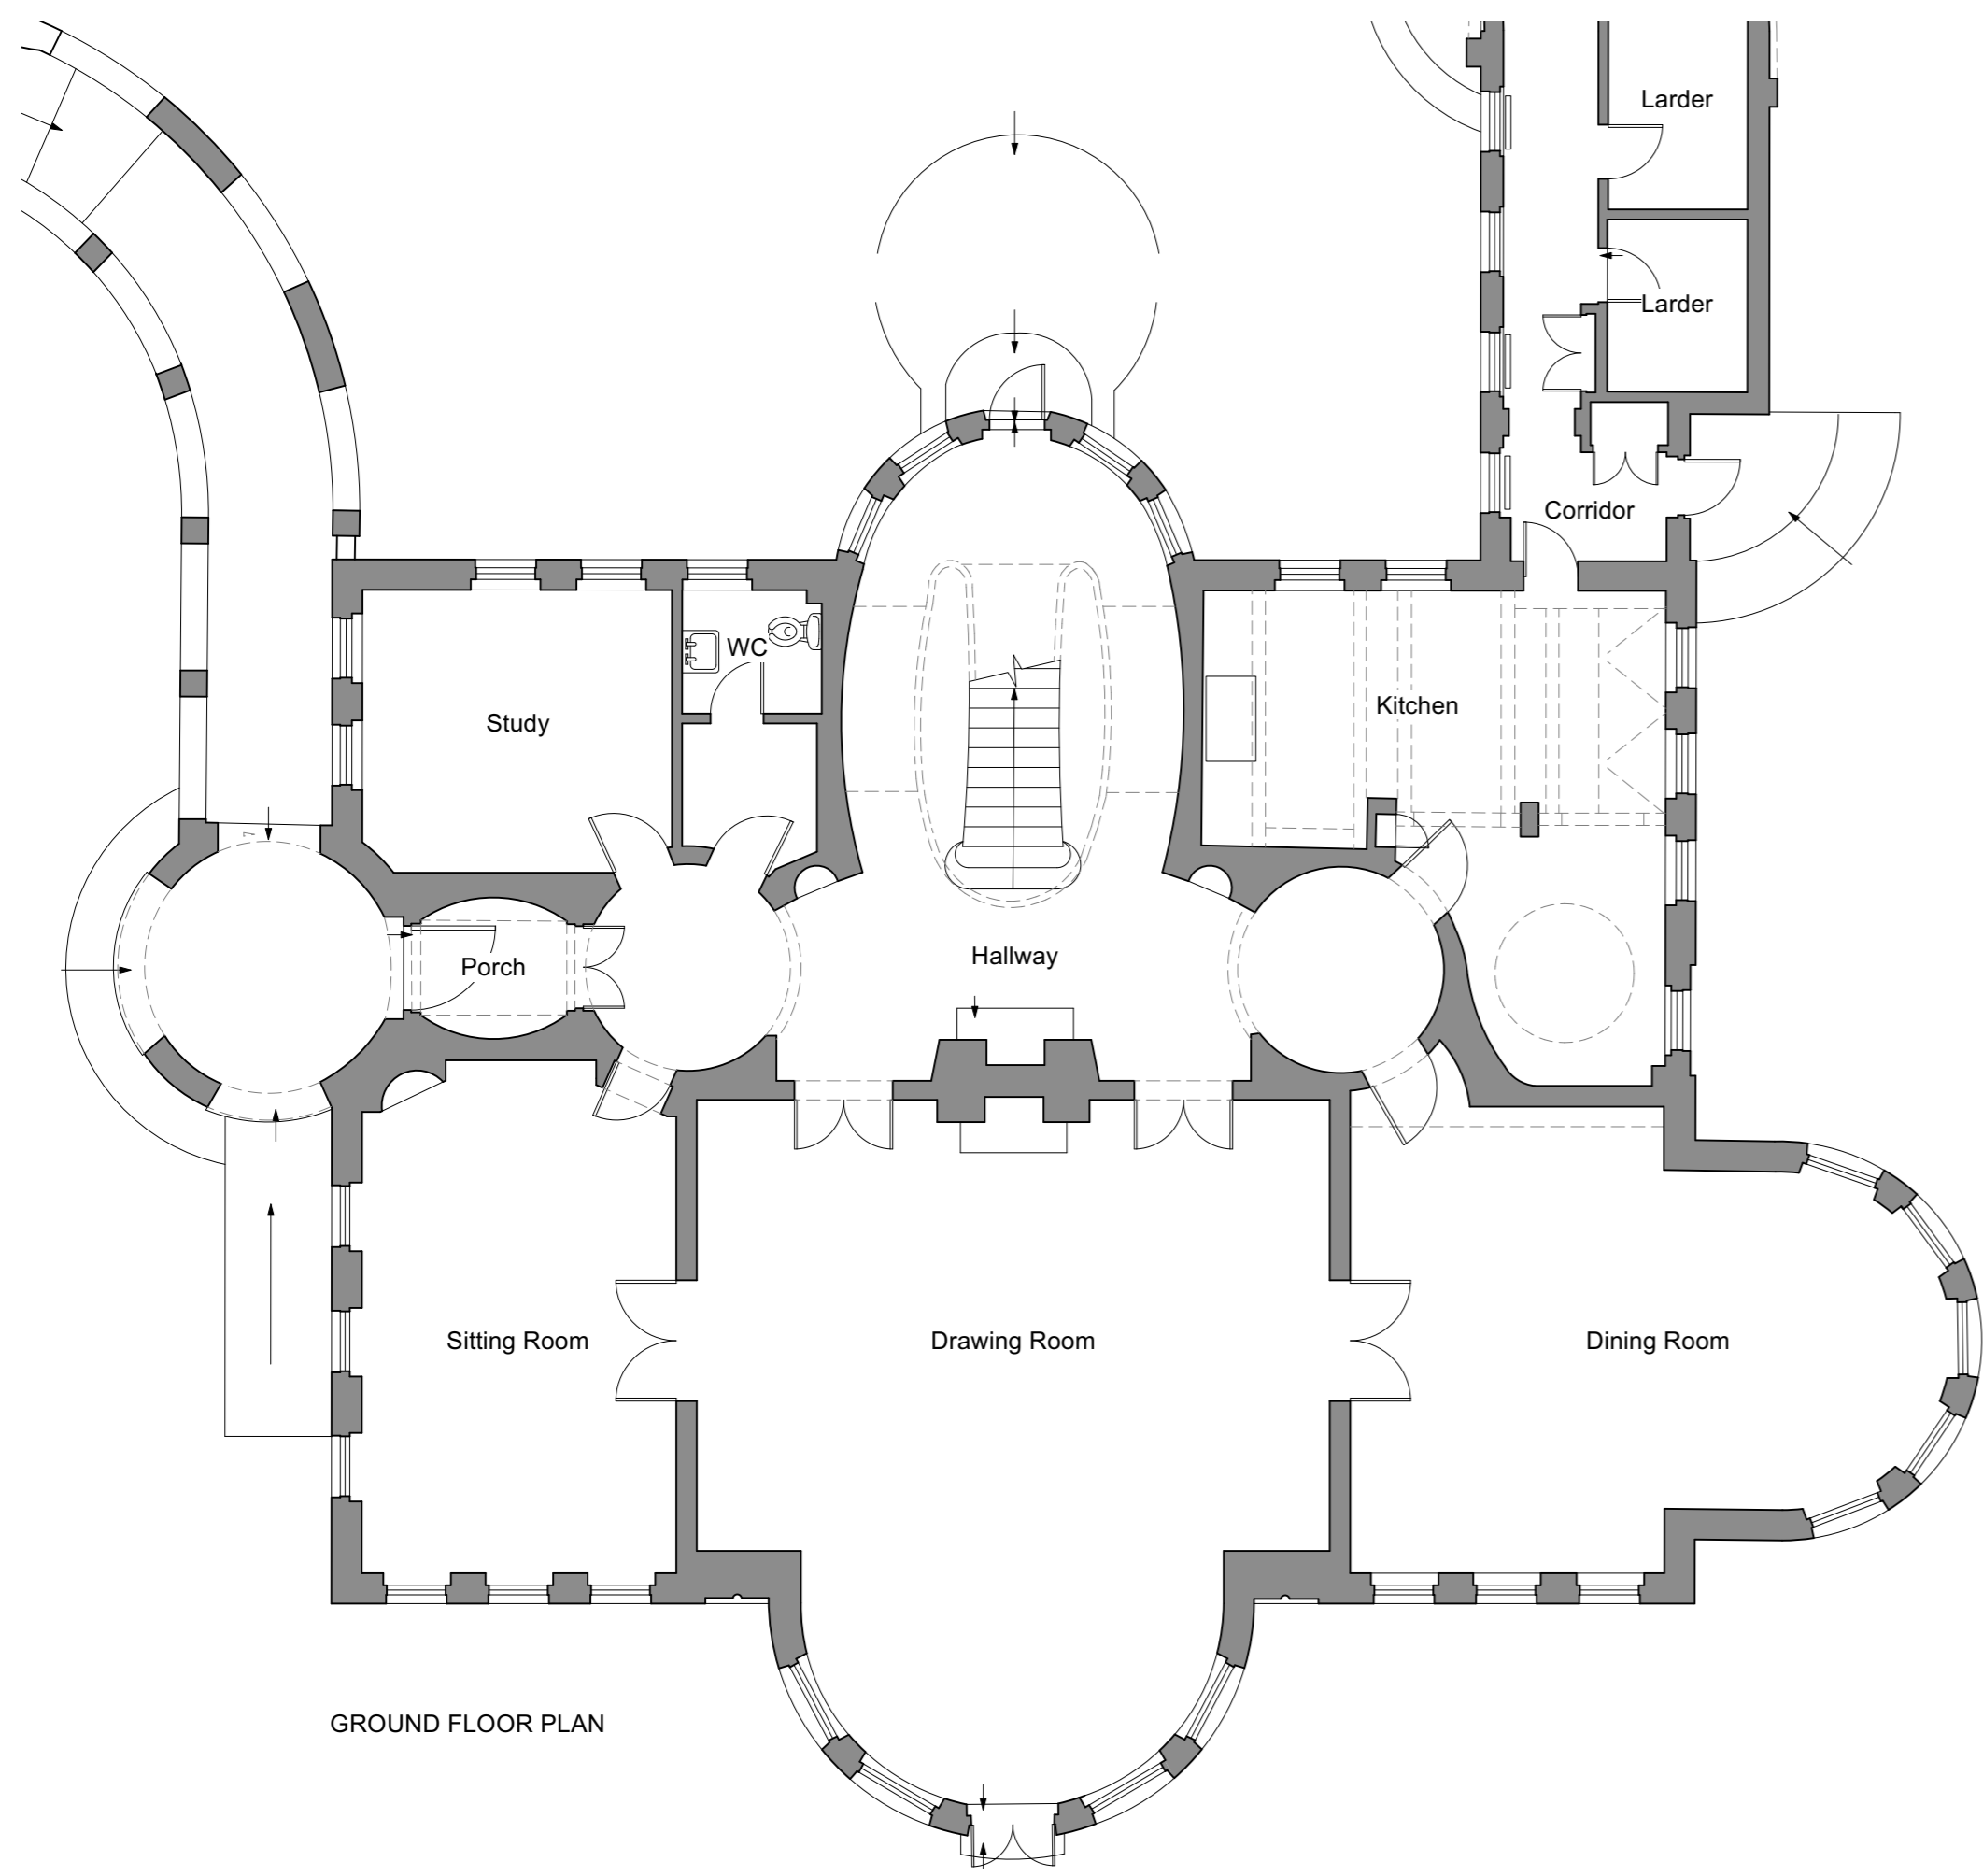 Larder
Larder
Corridor
WC
Kitchen
Study
Hallway
Porch
Sitting Room
Drawing Room
Dining Room
GROUND FLOOR PLAN